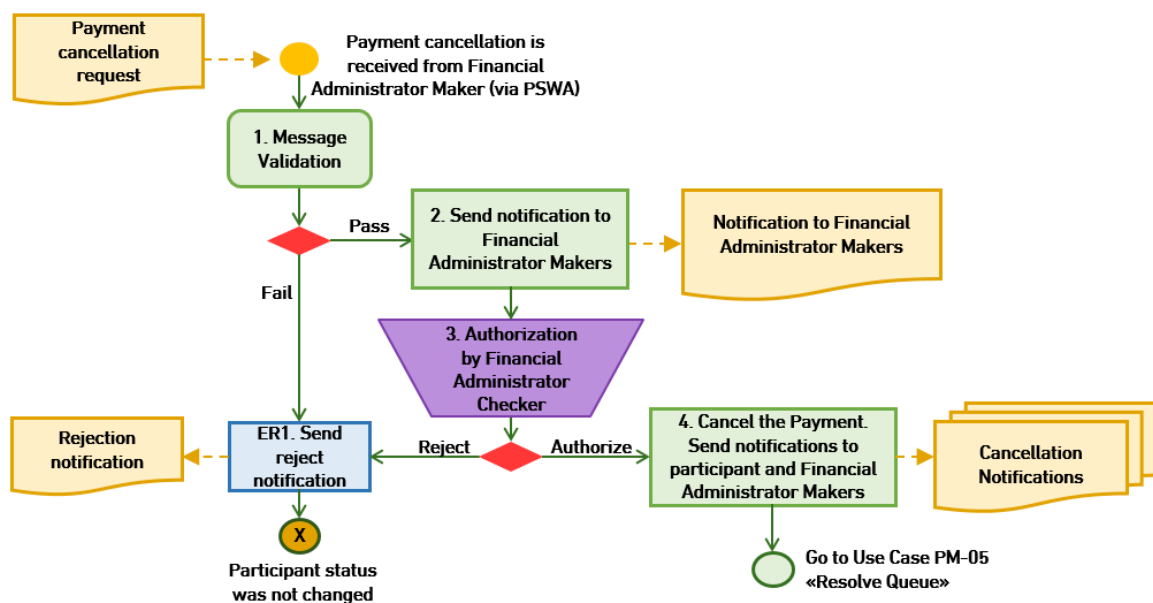 Payment
cancellation
request
Payment cancellation is
received from Financial
Administrator Maker (via PSWA)
1. Message
Validation
Pass
Fail
2. Send notification to
Financial
Administrator Makers
Notification to Financial
Administrator Makers
3. Authorization
by Financial
Administrator
Checker
Rejection
notification
ER1. Send
reject
notification
Reject
Authorize
4. Cancel the Payment.
Send notifications to
participant and Financial
Administrator Makers
Cancellation
Notifications
X
Participant status
was not changed
Go to Use Case PM-05
«Resolve Queue»